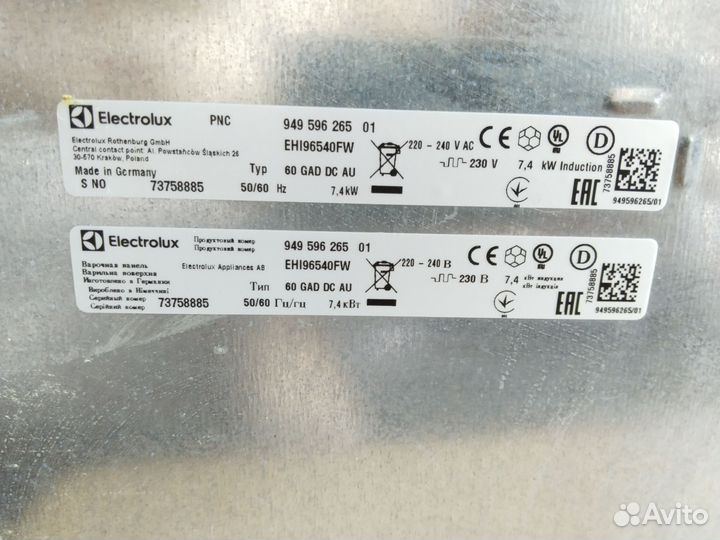 Electrolux PNC 949 596 265 01
Electrolux Rothenburg GmbH
Central contact point: Al. Powstańców Śląskich 26
30-570 Kraków, Poland
EHI96540FW 220 - 240 V AC CE UL D
Made in Germany Typ 60 GAD DC AU 230 V 7,4 kW Induction
S NO 73758885 50/60 Hz 7,4 kW EAC
73758885
949596265/01
Electrolux Продуктовый номер 949 596 265 01
Продуктовий номер
Варочная панель Electrolux Appliances AB EHI96540FW 220 - 240 В CE UL D
Варильна поверхня
Изготовлено в Германии Тип 60 GAD DC AU 230 В 7,4 кВт индукция
Вироблено в Німеччині кВт індукція
Серийный номер 73758885 50/60 Гц/гц 7,4 кВт EAC
Серійний номер
73758885
949596265/01
Avito